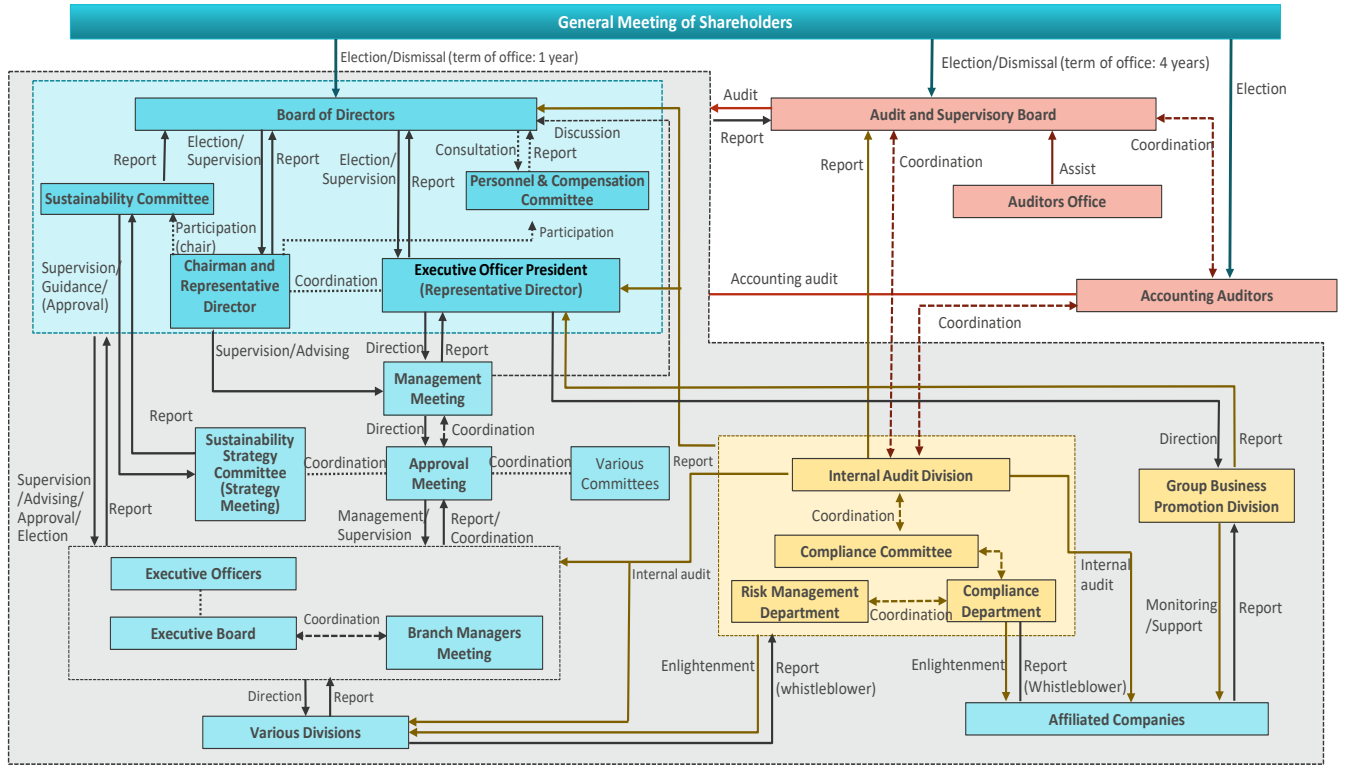 General Meeting of Shareholders
Election/Dismissal (term of office: 1 year)
Election/Dismissal (term of office: 4 years)
Election
Board of Directors
Audit
Report
Audit and Supervisory Board
Report
Election/
Supervision
Report
Election/
Supervision
Report
Consultation
Discussion
Report
Report
Coordination
Assist
Coordination
Sustainability Committee
Personnel & Compensation
Committee
Auditors Office
Participation
(chair)
Participation
Supervision/
Guidance/
(Approval)
Chairman and
Representative
Director
Coordination
Executive Officer President
(Representative Director)
Accounting audit
Accounting Auditors
Coordination
Supervision/Advising
Direction
Report
Management
Meeting
Report
Direction
Coordination
Sustainability
Strategy
Committee
(Strategy
Meeting)
Coordination
Approval
Meeting
Coordination
Various
Committees
Report
Internal Audit Division
Direction
Report
Group Business
Promotion Division
Supervision
/Advising/
Approval/
Election
Report
Management/
Supervision
Report/
Coordination
Coordination
Compliance Committee
Executive Officers
Internal audit
Internal
audit
Risk Management
Department
Coordination
Compliance
Department
Monitoring
/Support
Report
Executive Board
Coordination
Branch Managers
Meeting
Enlightenment
Report
(whistleblower)
Enlightenment
Report
(Whistleblower)
Direction
Report
Various Divisions
Affiliated Companies